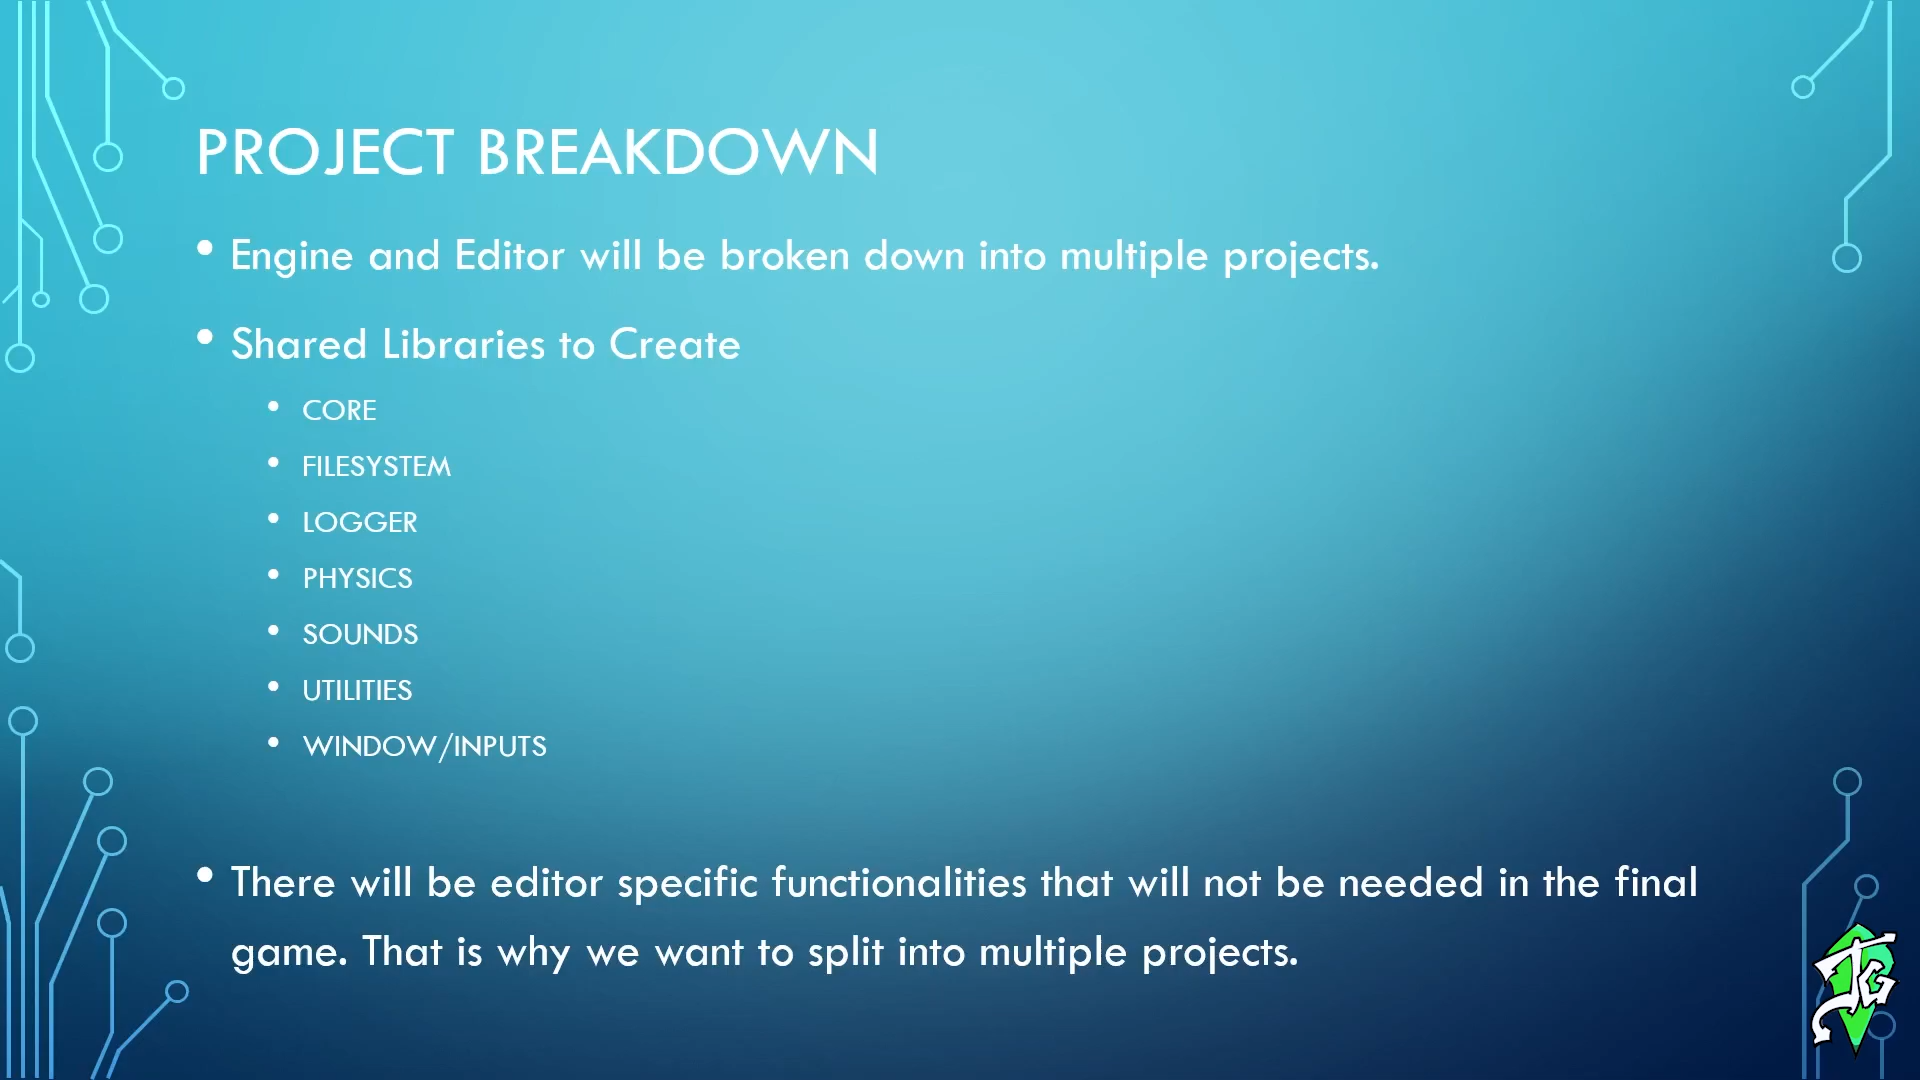 PROJECT BREAKDOWN
• Engine and Editor will be broken down into multiple projects.
• Shared Libraries to Create
• CORE
• FILESYSTEM
• LOGGER
• PHYSICS
• SOUNDS
• UTILITIES
• WINDOW/INPUTS
• There will be editor specific functionalities that will not be needed in the final
game. That is why we want to split into multiple projects.
JG